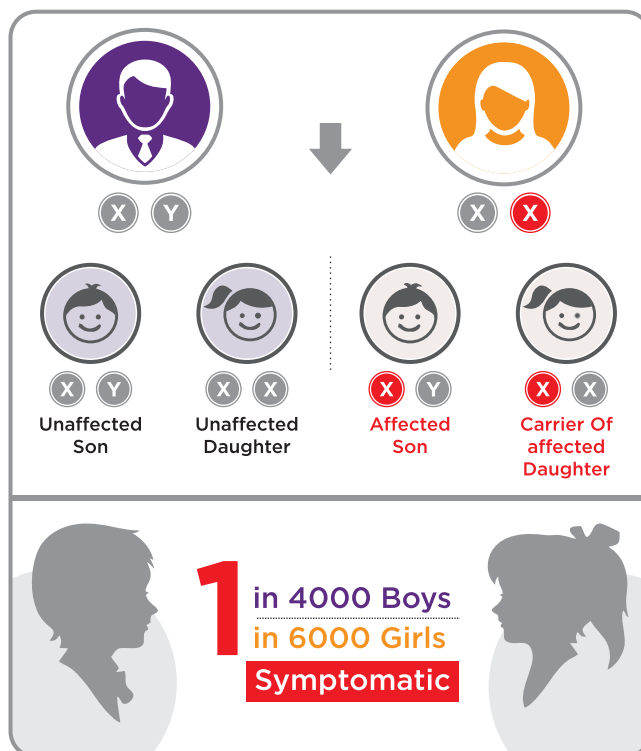 X Y
X X
X Y
X X
X Y
X X
Unaffected
Son
Unaffected
Daughter
Affected
Son
Carrier Of
affected
Daughter
1
in 4000 Boys
in 6000 Girls
Symptomatic